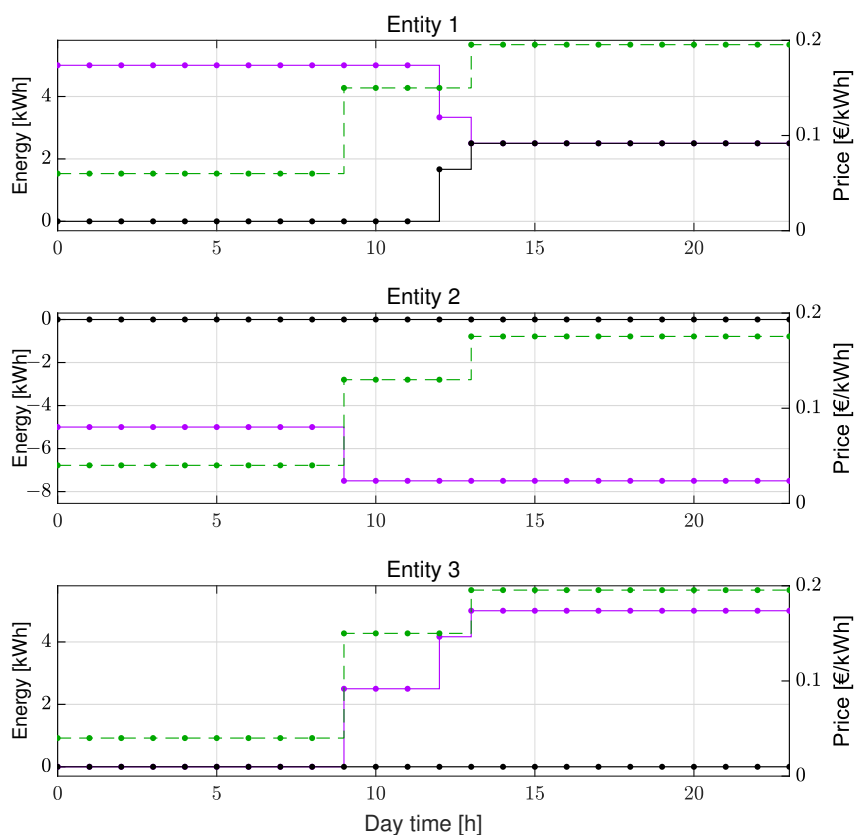 Entity 1
Energy [kWh]
4
2
0
0.2
0.1
0
Price [€/kWh]
0 5 10 15 20
Entity 2
Energy [kWh]
0
−2
−4
−6
−8
0.2
0.1
0
Price [€/kWh]
0 5 10 15 20
Entity 3
Energy [kWh]
4
2
0
0.2
0.1
0
Price [€/kWh]
0 5 10 15 20
Day time [h]